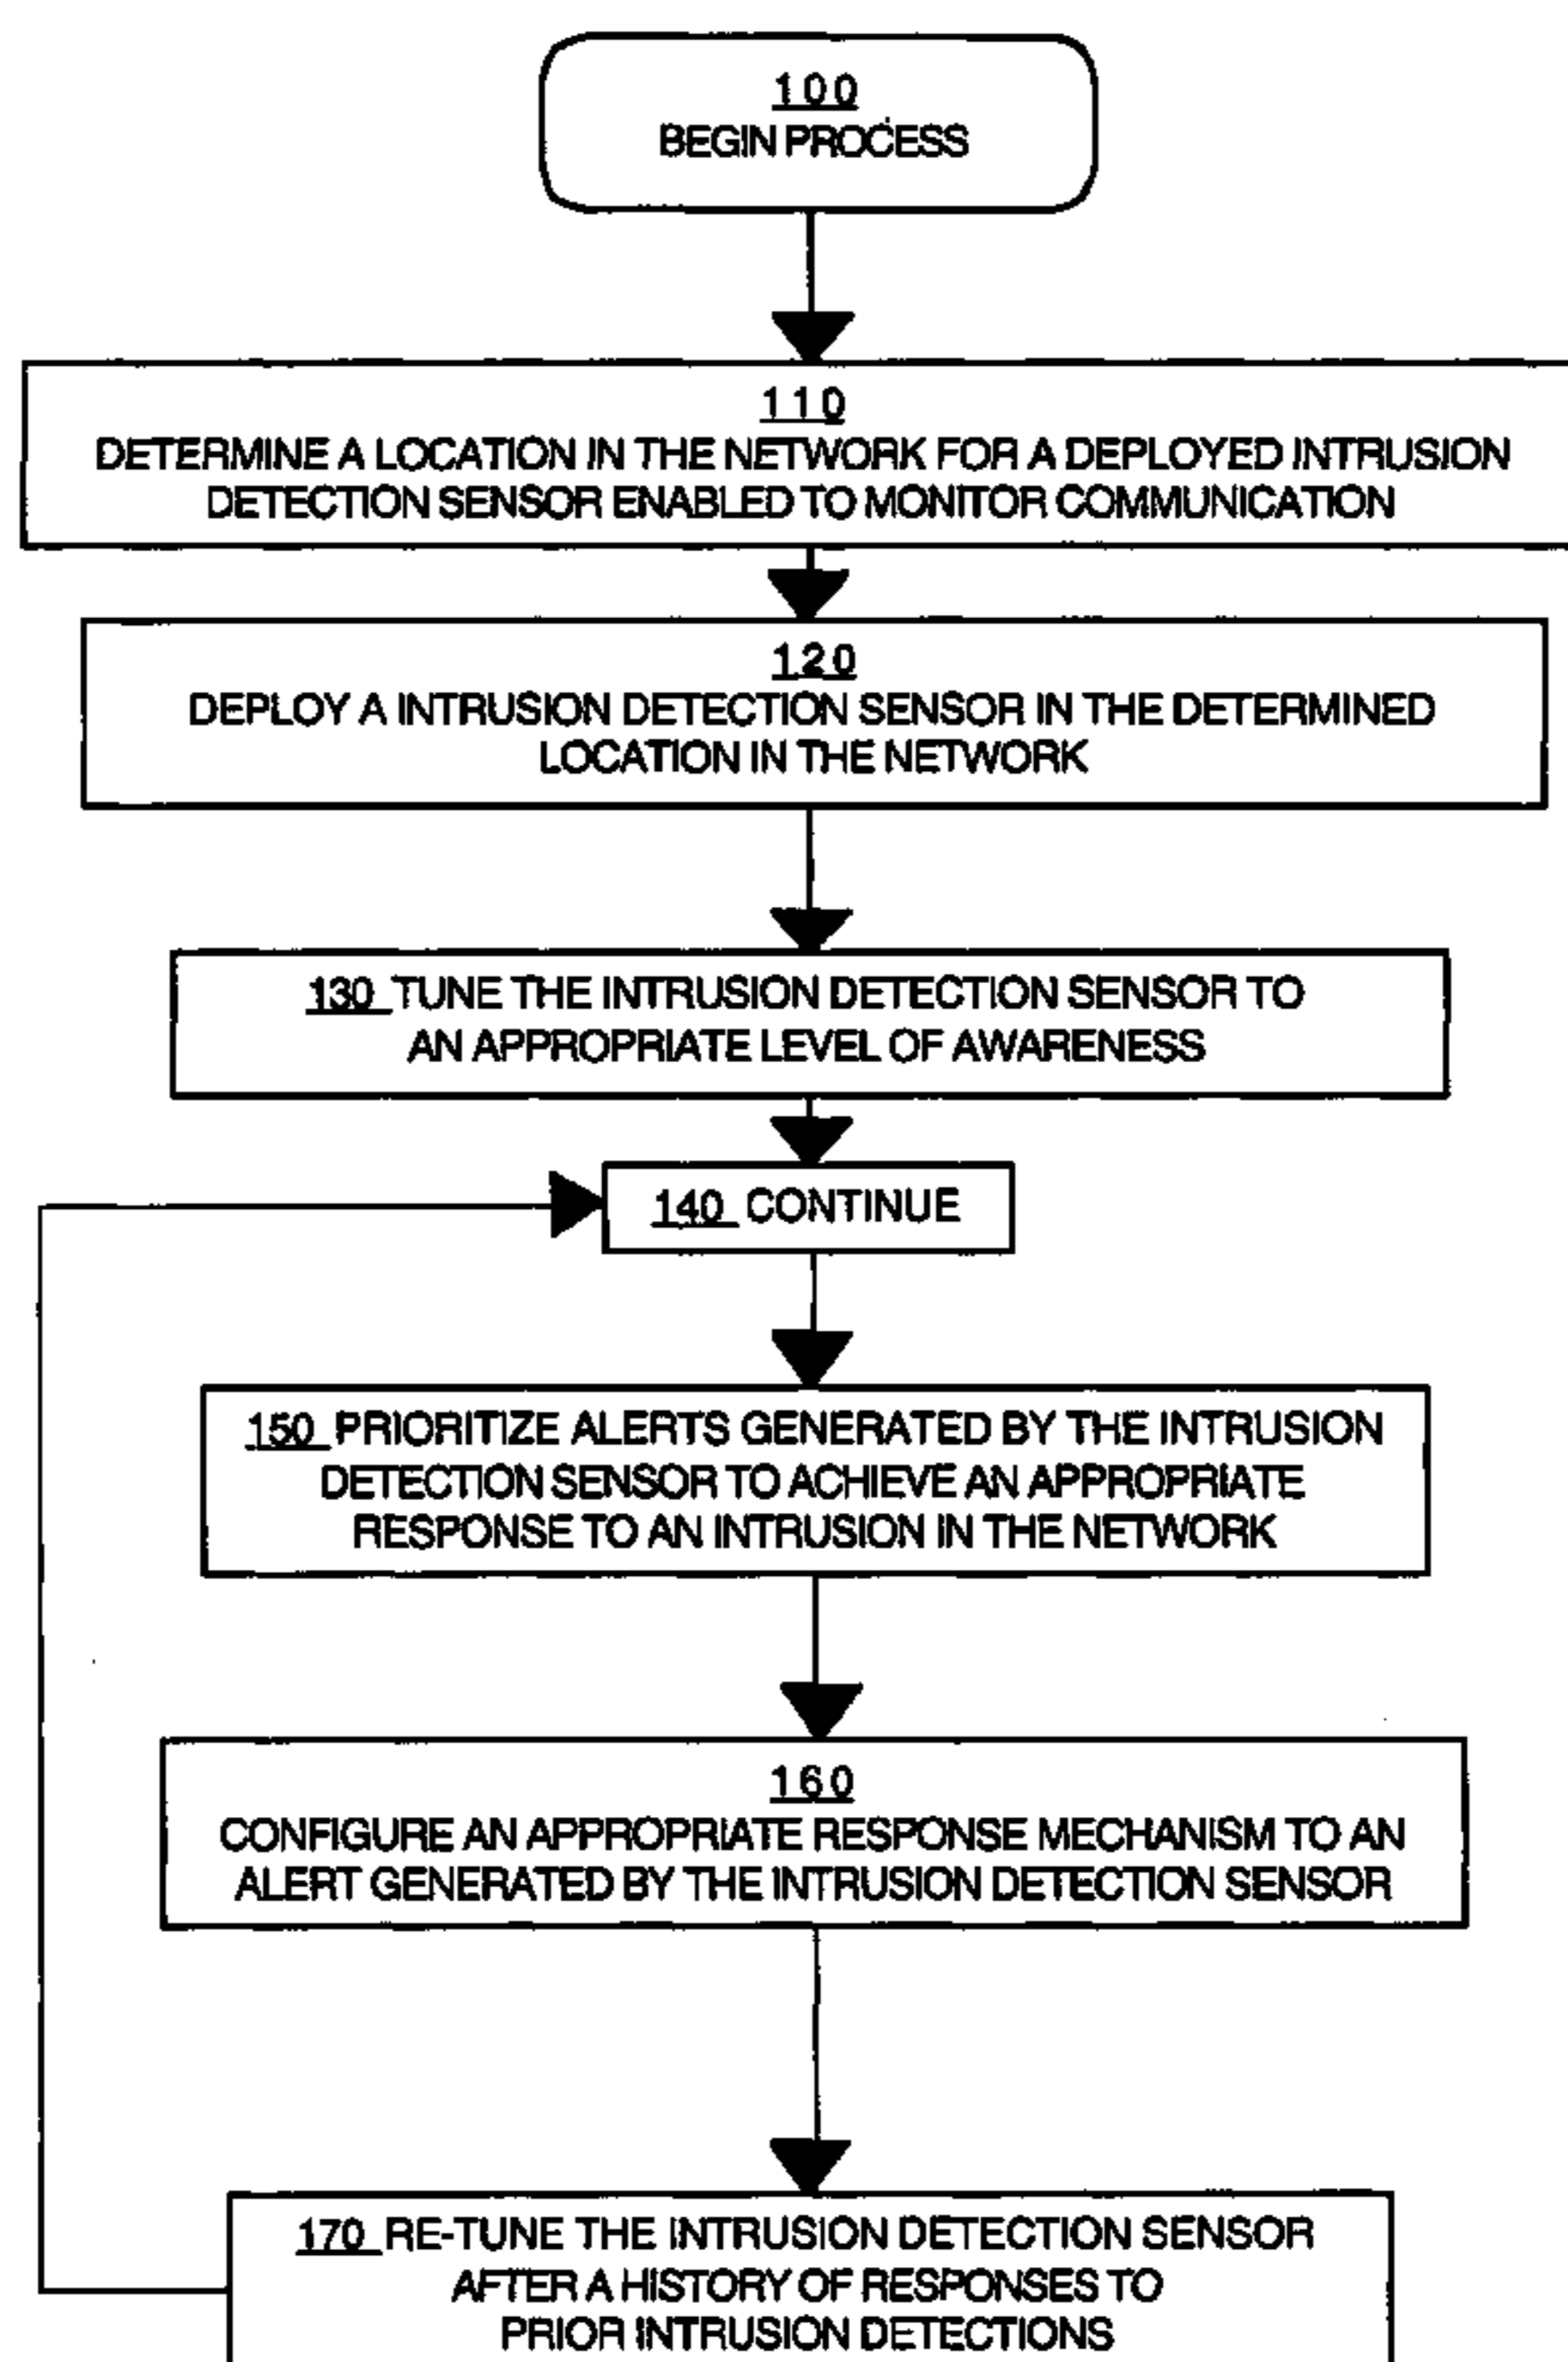 100
BEGIN PROCESS
110
DETERMINE A LOCATION IN THE NETWORK FOR A DEPLOYED INTRUSION
DETECTION SENSOR ENABLED TO MONITOR COMMUNICATION
120
DEPLOY A INTRUSION DETECTION SENSOR IN THE DETERMINED
LOCATION IN THE NETWORK
130 TUNE THE INTRUSION DETECTION SENSOR TO
AN APPROPRIATE LEVEL OF AWARENESS
140 CONTINUE
150 PRIORITIZE ALERTS GENERATED BY THE INTRUSION
DETECTION SENSOR TO ACHIEVE AN APPROPRIATE
RESPONSE TO AN INTRUSION IN THE NETWORK
160
CONFIGURE AN APPROPRIATE RESPONSE MECHANISM TO AN
ALERT GENERATED BY THE INTRUSION DETECTION SENSOR
170 RE-TUNE THE INTRUSION DETECTION SENSOR
AFTER A HISTORY OF RESPONSES TO
PRIOR INTRUSION DETECTIONS